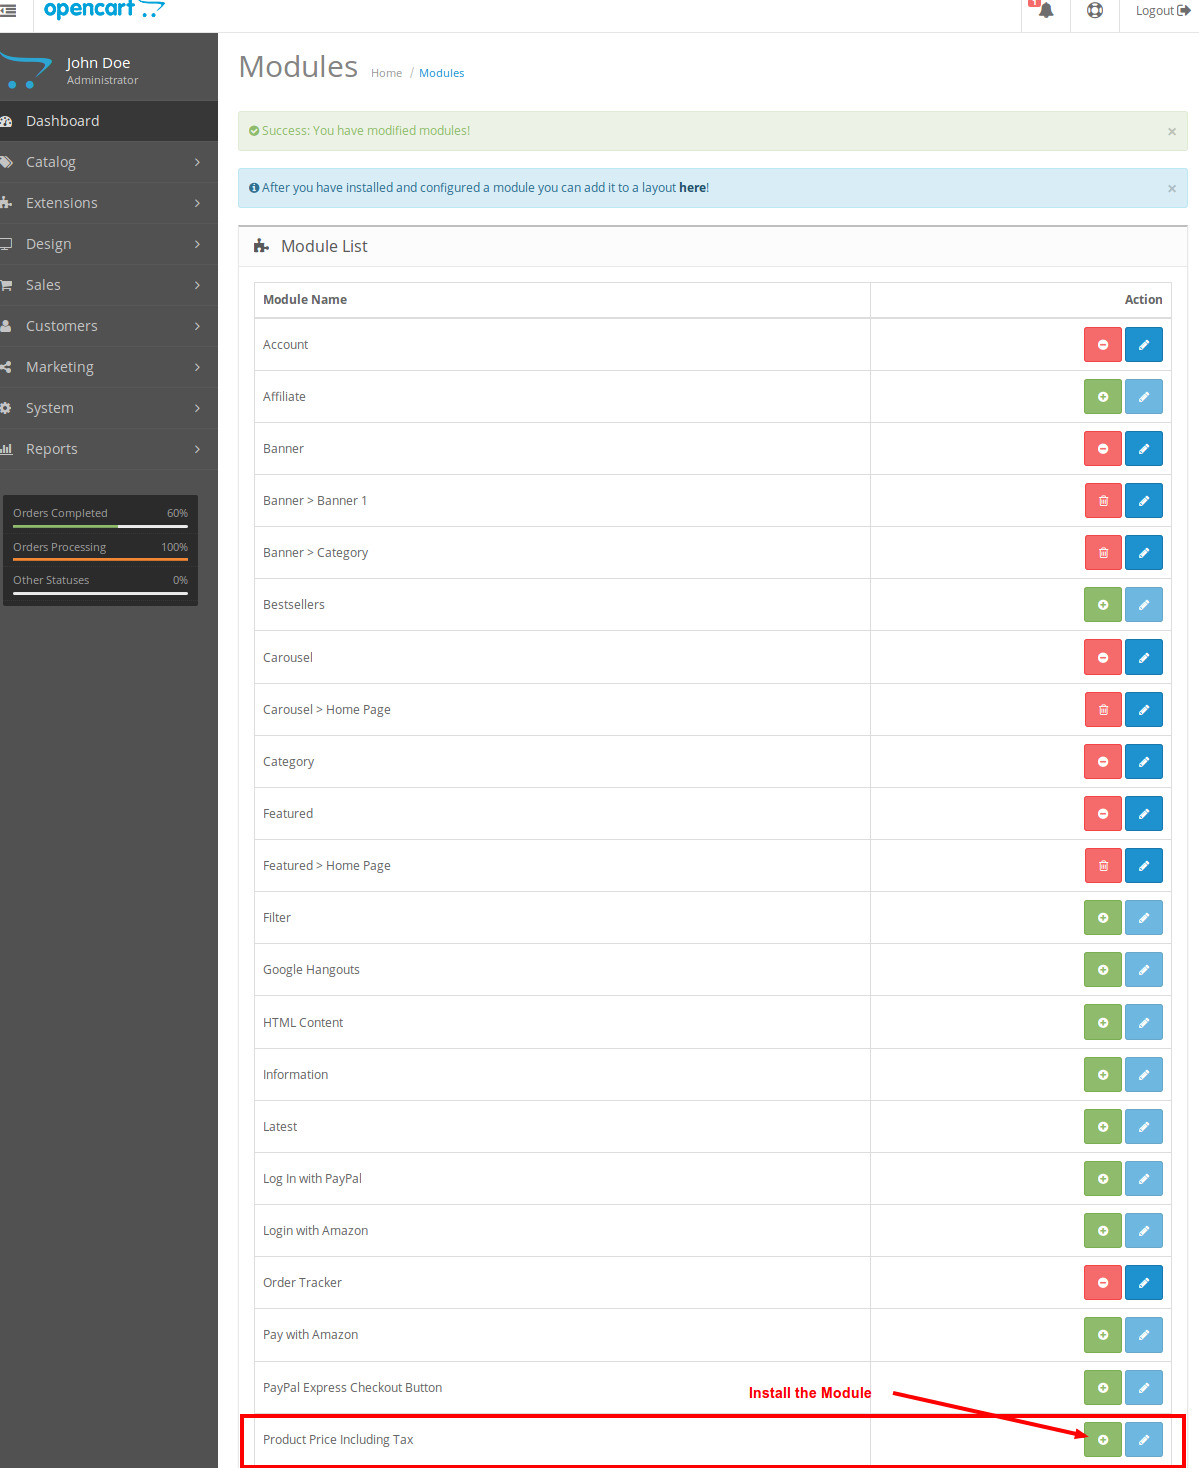 opencart
1
Logout
John Doe
Administrator
Modules
Home / Modules
Dashboard
Catalog
Extensions
Design
Sales
Customers
Marketing
System
Reports
Orders Completed 60%
Orders Processing 100%
Other Statuses 0%
Success: You have modified modules! ×
After you have installed and configured a module you can add it to a layout here! ×
Module List
Module Name Action
Account
Affiliate
Banner
Banner > Banner 1
Banner > Category
Bestsellers
Carousel
Carousel > Home Page
Category
Featured
Featured > Home Page
Filter
Google Hangouts
HTML Content
Information
Latest
Log In with PayPal
Login with Amazon
Order Tracker
Pay with Amazon
PayPal Express Checkout Button
Install the Module
Product Price Including Tax